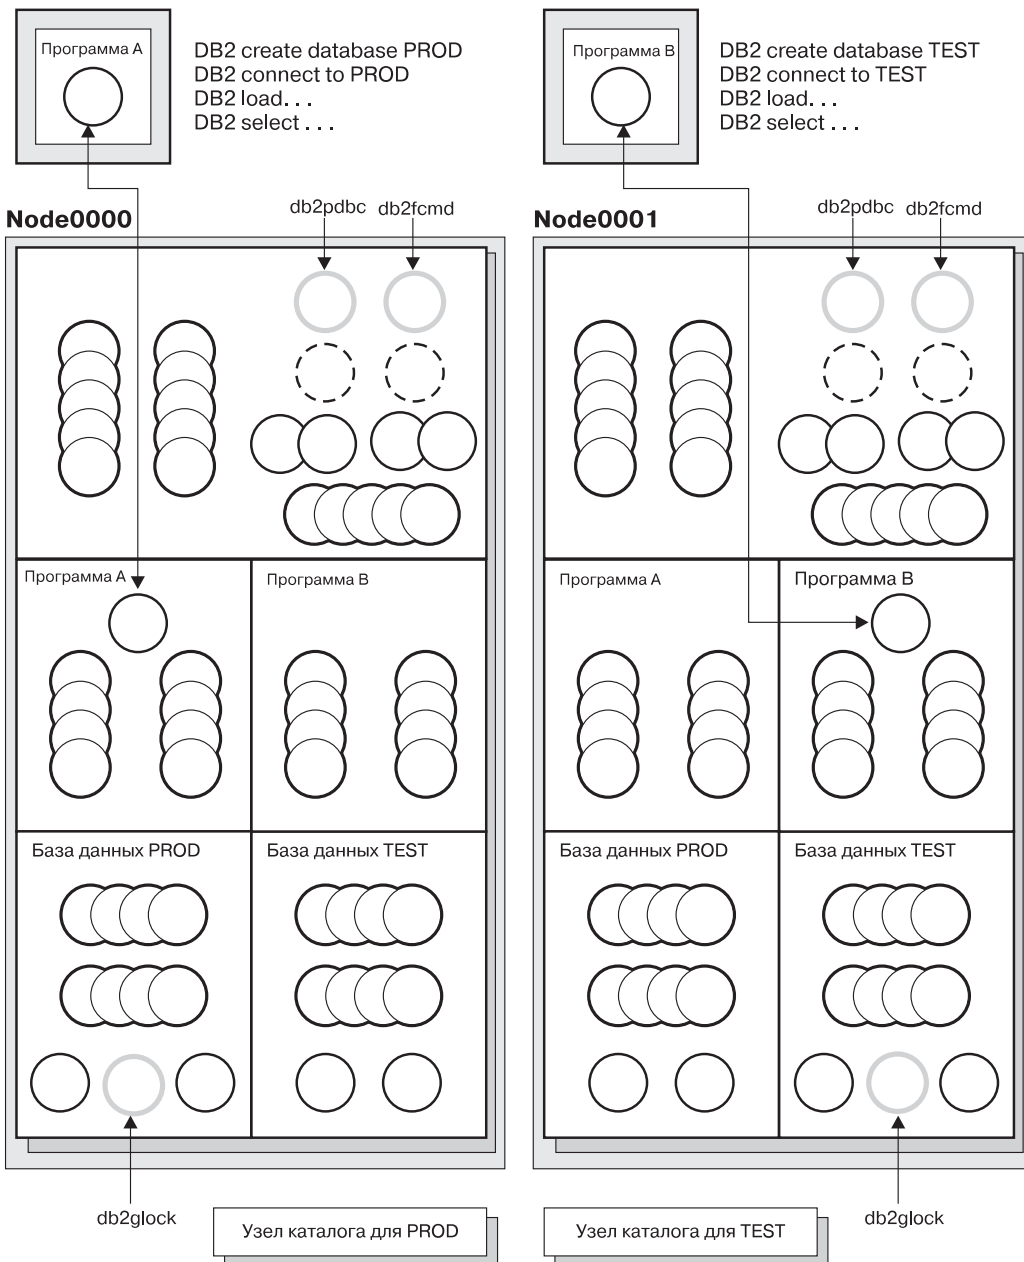 Программа А
DB2 create database PROD
DB2 connect to PROD
DB2 load. . .
DB2 select . . .
Программа В
DB2 create database TEST
DB2 connect to TEST
DB2 load. . .
DB2 select . . .
Node0000
db2pdbc
db2fcmd
Node0001
db2pdbc
db2fcmd
Программа А
Программа В
Программа А
Программа В
База данных PROD
База данных TEST
База данных PROD
База данных TEST
db2glock
Узел каталога для PROD
Узел каталога для TEST
db2glock